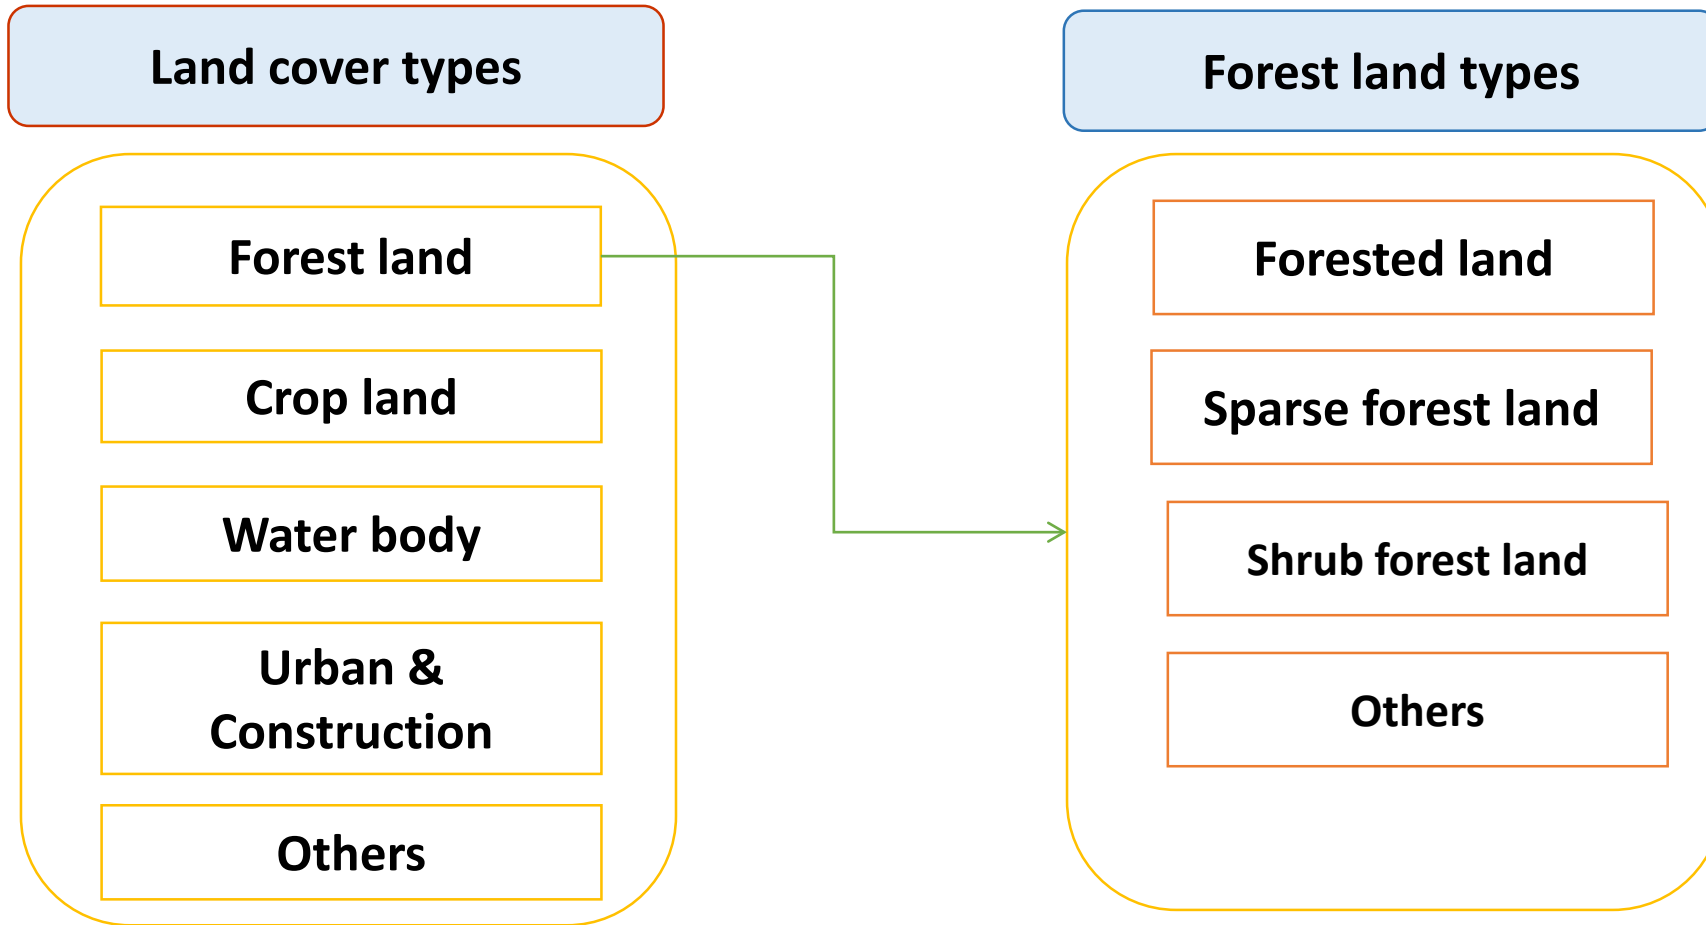 Land cover types
Forest land
Crop land
Water body
Urban &
Construction
Others
Forest land types
Forested land
Sparse forest land
Shrub forest land
Others